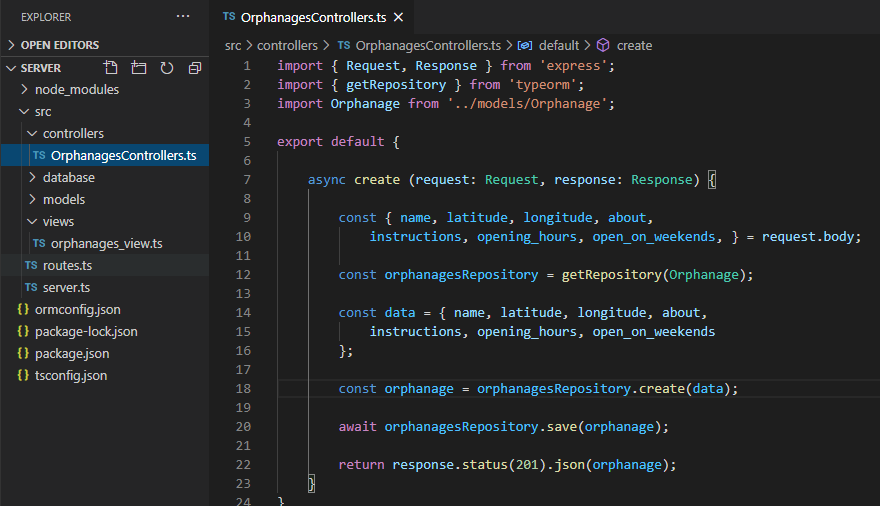 EXPLORER
···
OPEN EDITORS
SERVER
node_modules
src
controllers
TS OrphanagesControllers.ts
database
models
views
TS orphanages_view.ts
TS routes.ts
TS server.ts
{} ormconfig.json
{} package-lock.json
{} package.json
{} tsconfig.json
TS OrphanagesControllers.ts ×
src > controllers > TS OrphanagesControllers.ts > default > create
1 import { Request, Response } from 'express';
2 import { getRepository } from 'typeorm';
3 import Orphanage from '../models/Orphanage';
4
5 export default {
6
7 async create (request: Request, response: Response) {
8
9 const { name, latitude, longitude, about,
10 instructions, opening_hours, open_on_weekends, } = request.body;
11
12 const orphanagesRepository = getRepository(Orphanage);
13
14 const data = { name, latitude, longitude, about,
15 instructions, opening_hours, open_on_weekends
16 };
17
18 const orphanage = orphanagesRepository.create(data);
19
20 await orphanagesRepository.save(orphanage);
21
22 return response.status(201).json(orphanage);
23 }
24 }